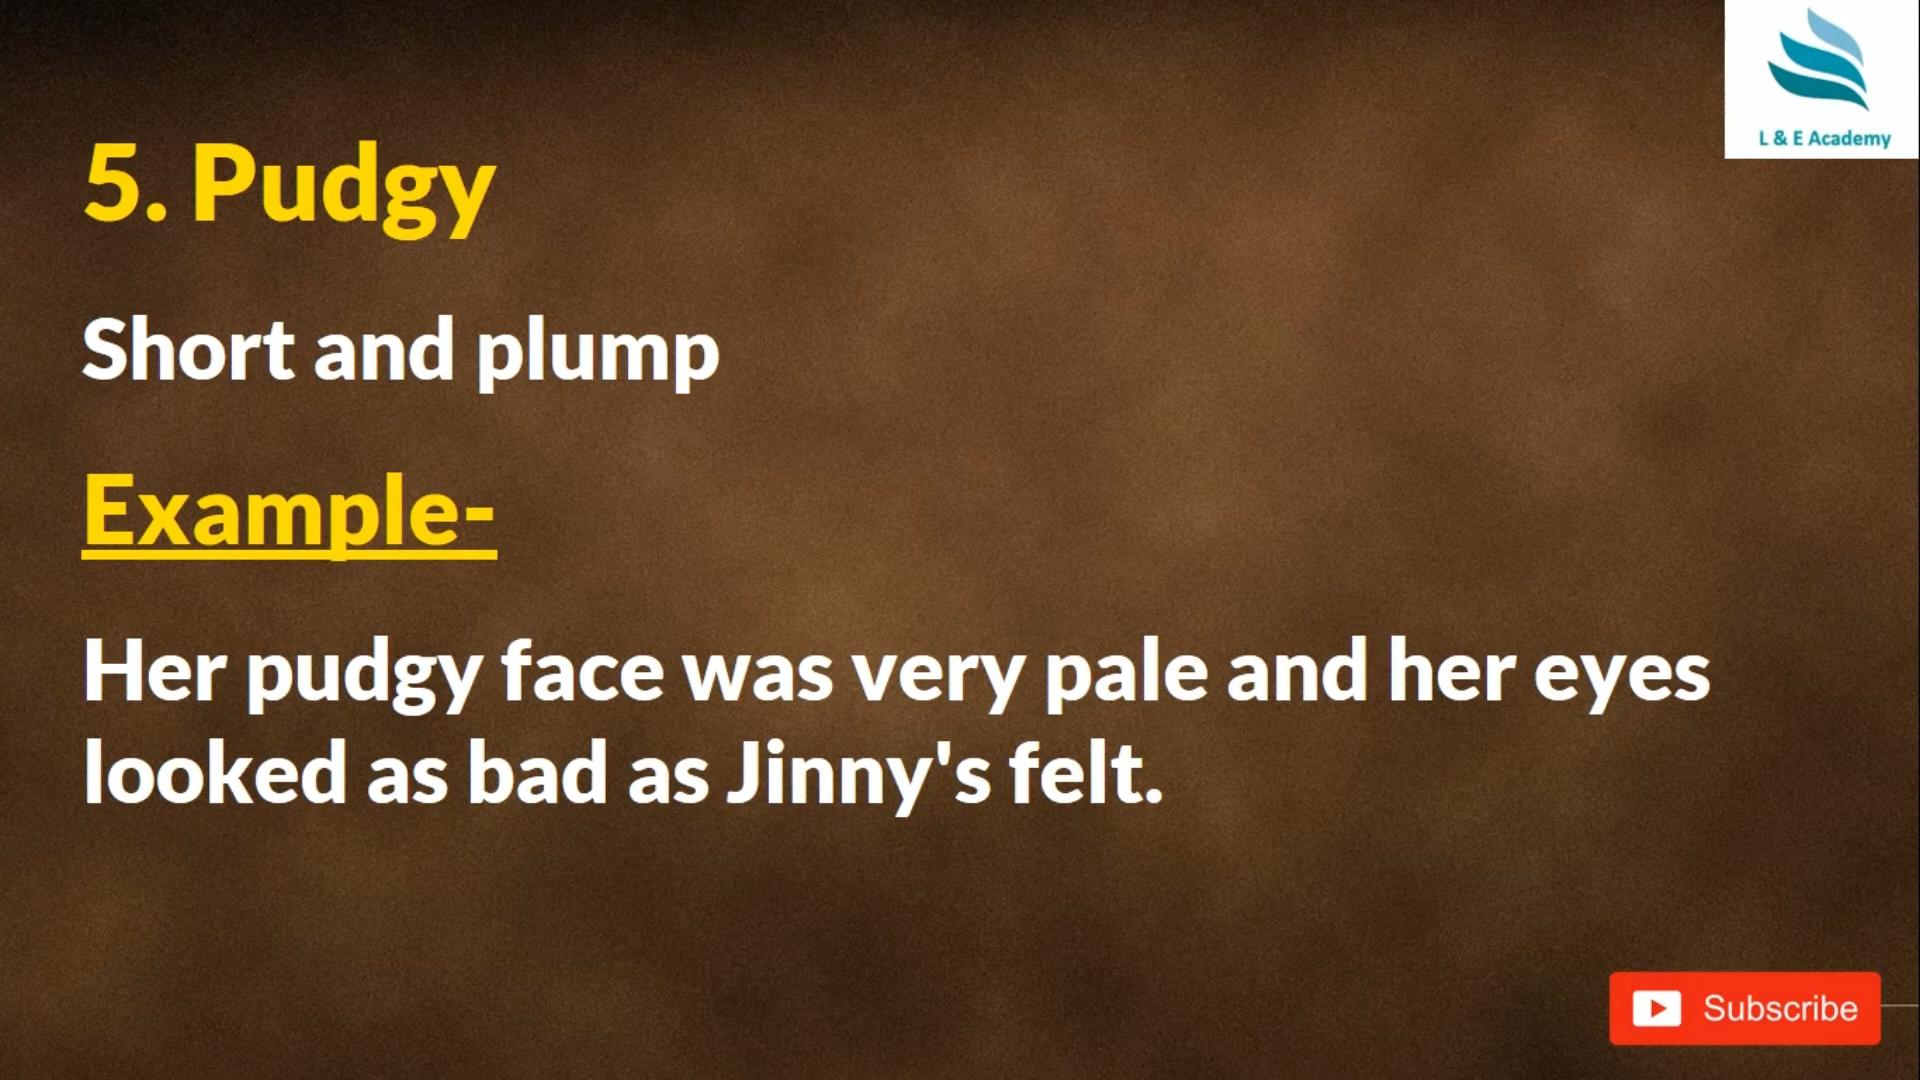 L & E Academy
5. Pudgy
Short and plump
Example-
Her pudgy face was very pale and her eyes
looked as bad as Jinny's felt.
Subscribe